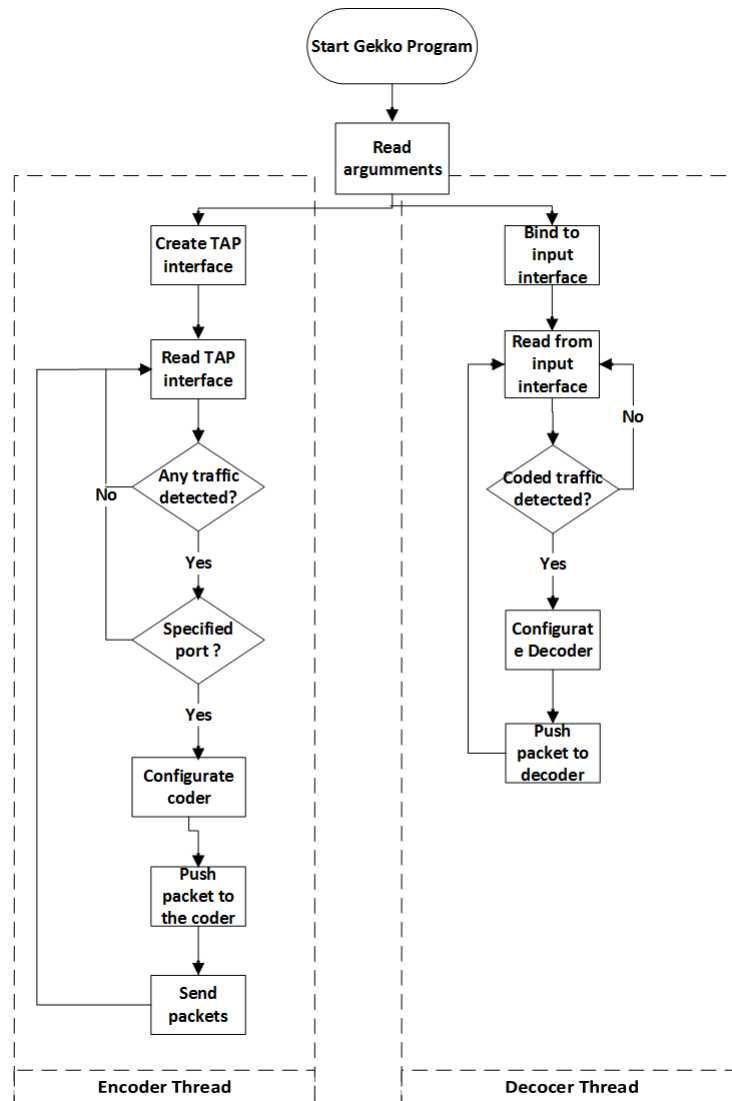 Start Gekko Program
Read
argumments
Create TAP
interface
Read TAP
interface
Any traffic
detected?
No
Yes
Specified
port ?
Yes
Configurate
coder
Push
packet to
the coder
Send
packets
Encoder Thread
Bind to
input
interface
Read from
input
interface
No
Coded traffic
detected?
Yes
Configurat
e Decoder
Push
packet to
decoder
Decocer Thread